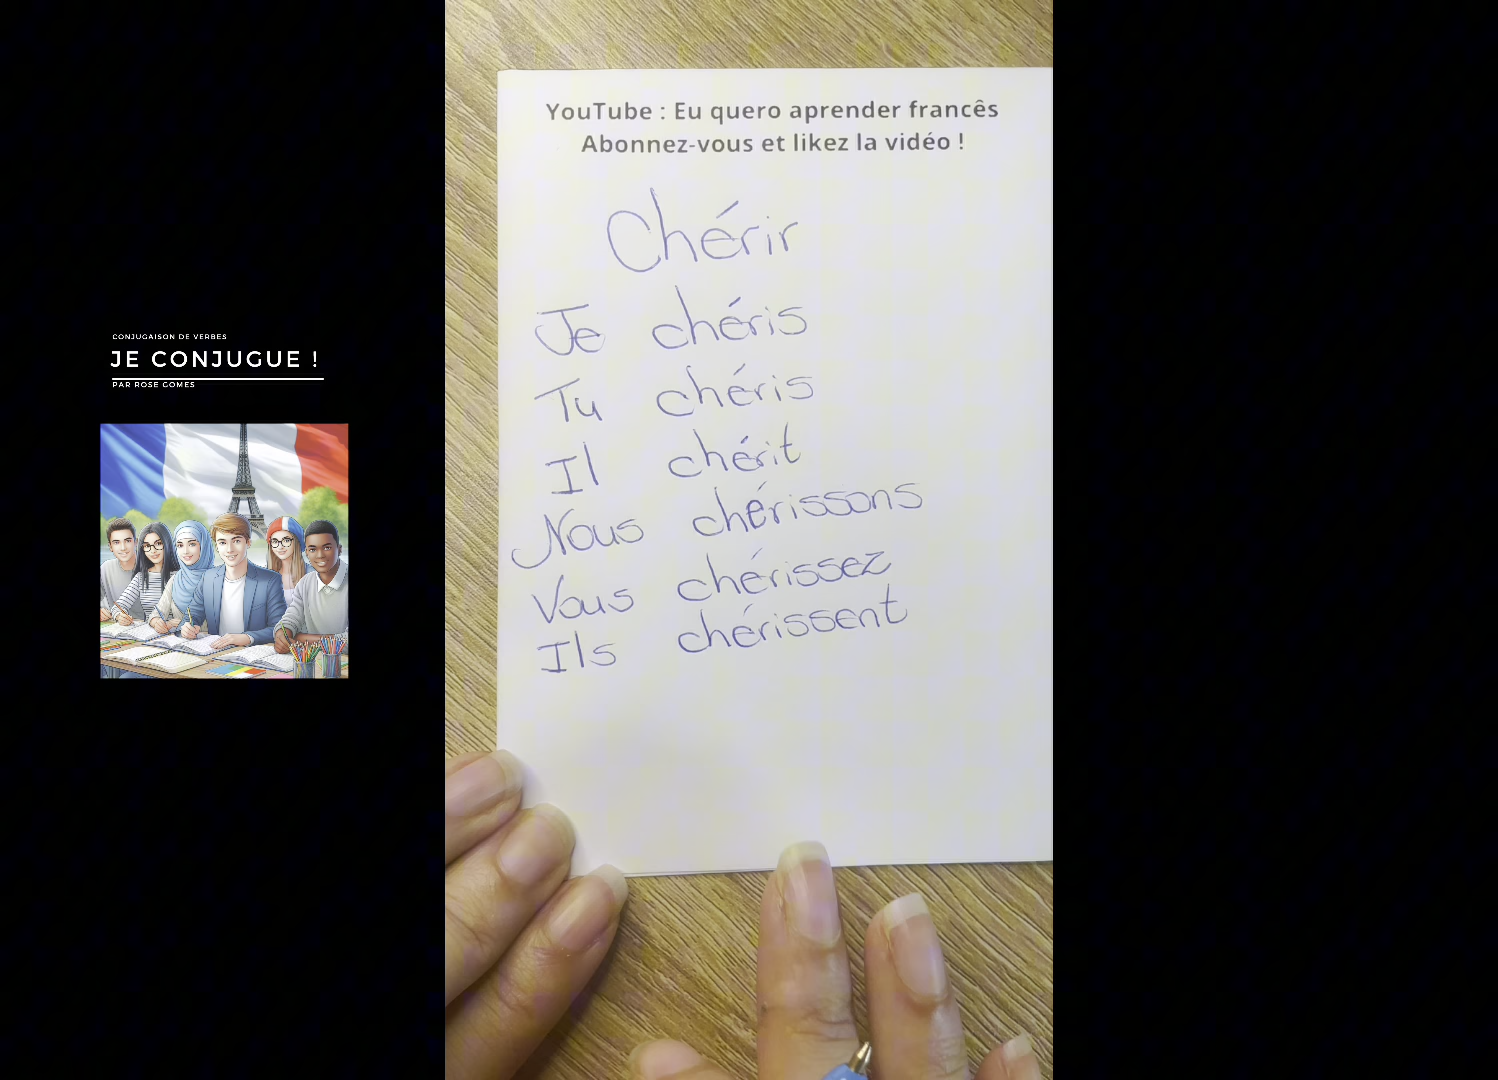 CONJUGAISON DE VERBES
JE CONJUGUE !
PAR ROSE GOMES
YouTube : Eu quero aprender francês
Abonnez-vous et likez la vidéo !
Chérir
Je chéris
Tu chéris
Il chérit
Nous chérissons
Vous chérissez
Ils chérissent